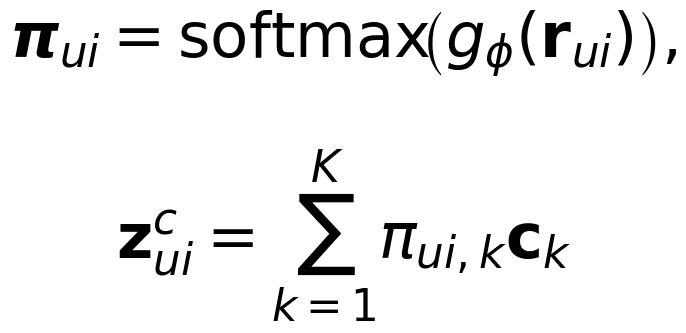 𝛑_{ui} = softmax(g_ϕ(𝐫_{ui})),
𝐳^c_{ui} = ∑_{k=1}^{K} π_{ui,k} 𝐜_k